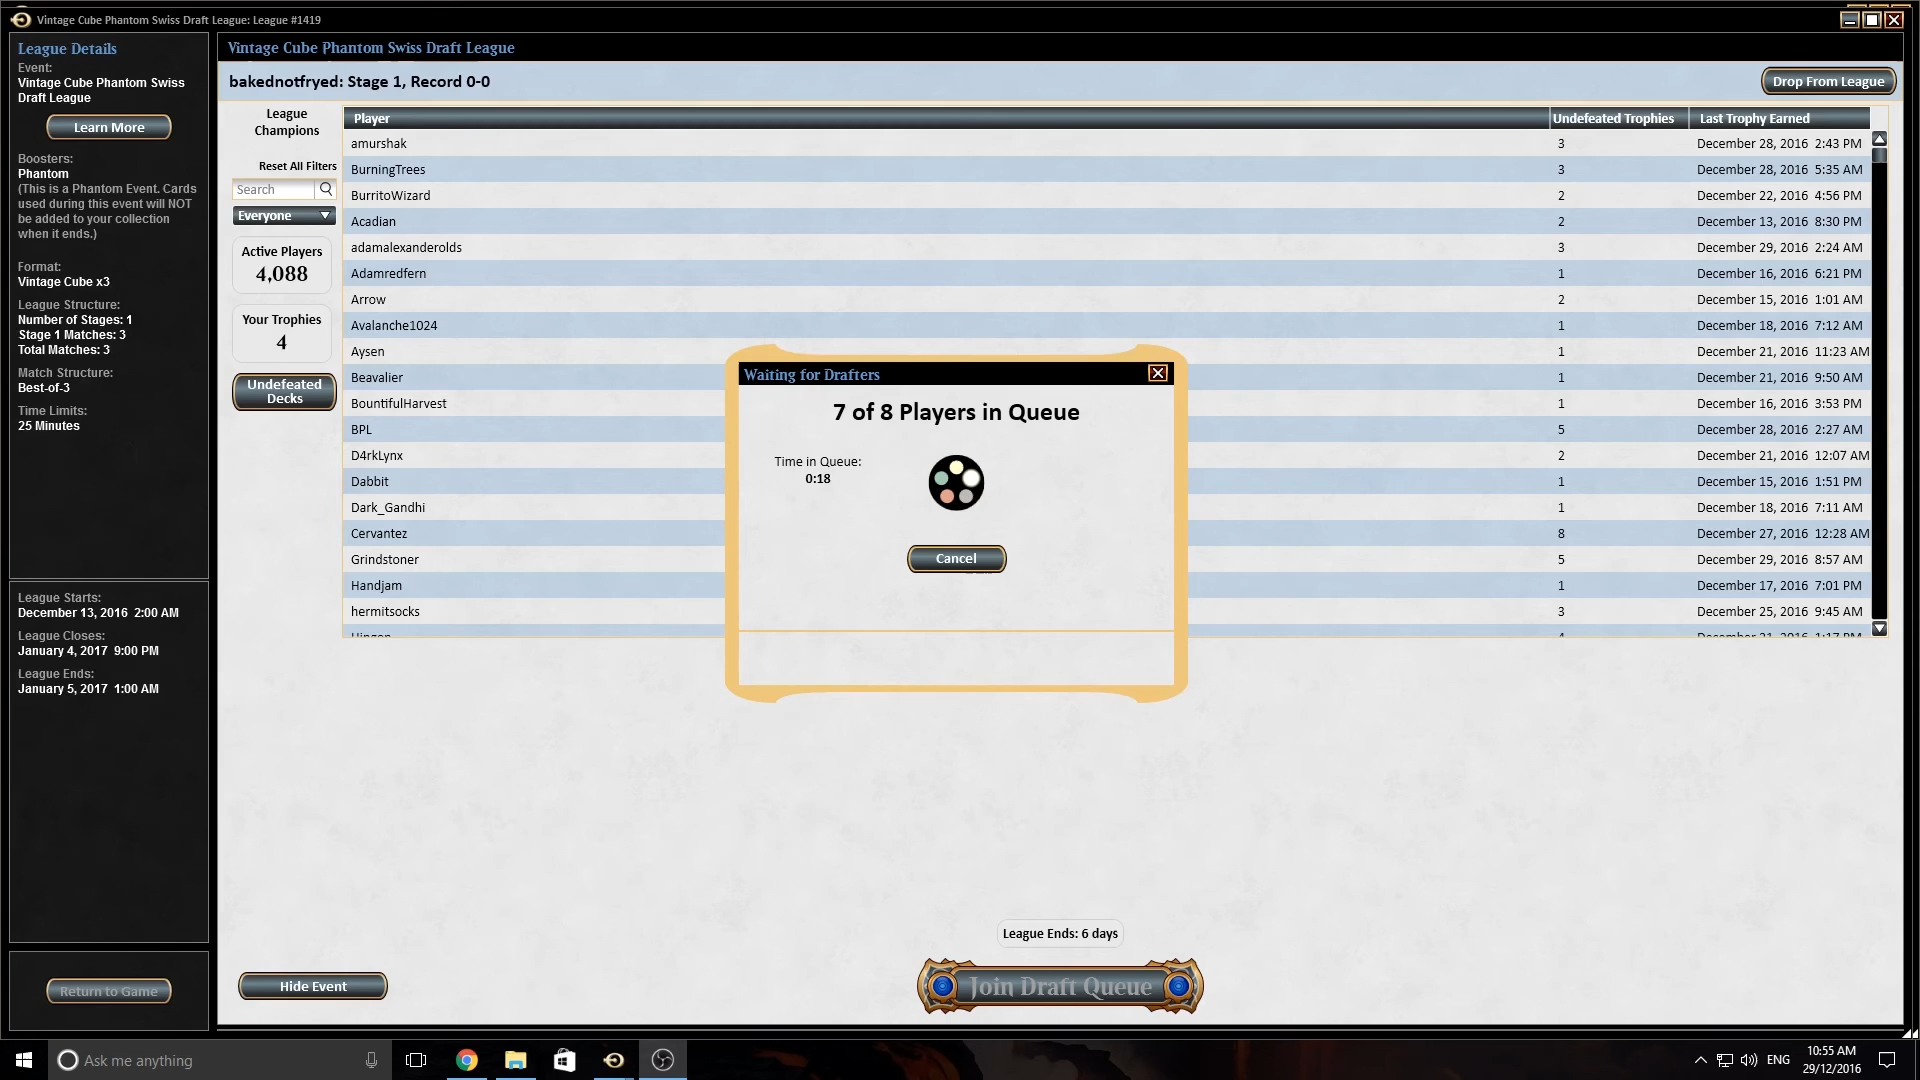 Vintage Cube Phantom Swiss Draft League: League #1419
League Details
Event:
Vintage Cube Phantom Swiss
Draft League
Learn More
Boosters:
Phantom
(This is a Phantom Event. Cards
used during this event will NOT
be added to your collection
when it ends.)
Format:
Vintage Cube x3
League Structure:
Number of Stages: 1
Stage 1 Matches: 3
Total Matches: 3
Match Structure:
Best-of-3
Time Limits:
25 Minutes
League Starts:
December 13, 2016 2:00 AM
League Closes:
January 4, 2017 9:00 PM
League Ends:
January 5, 2017 1:00 AM
Return to Game
Vintage Cube Phantom Swiss Draft League
bakednotfryed: Stage 1, Record 0-0
Drop From League
League
Champions
Reset All Filters
Search
Everyone
Active Players
4,088
Your Trophies
4
Undefeated
Decks
Player Undefeated Trophies Last Trophy Earned
amurshak 3 December 28, 2016 2:43 PM
BurningTrees 3 December 28, 2016 5:35 AM
BurritoWizard 2 December 22, 2016 4:56 PM
Acadian 2 December 13, 2016 8:30 PM
adamalexanderolds 3 December 29, 2016 2:24 AM
Adamredfern 1 December 16, 2016 6:21 PM
Arrow 2 December 15, 2016 1:01 AM
Avalanche1024 1 December 18, 2016 7:12 AM
Aysen 1 December 21, 2016 11:23 AM
Beavalier 1 December 21, 2016 9:50 AM
BountifulHarvest 1 December 16, 2016 3:53 PM
BPL 5 December 28, 2016 2:27 AM
D4rkLynx 2 December 21, 2016 12:07 AM
Dabbit 1 December 15, 2016 1:51 PM
Dark_Gandhi 1 December 18, 2016 7:11 AM
Cervantez 8 December 27, 2016 12:28 AM
Grindstoner 5 December 29, 2016 8:57 AM
Handjam 1 December 17, 2016 7:01 PM
hermitsocks 3 December 25, 2016 9:45 AM
Waiting for Drafters
7 of 8 Players in Queue
Time in Queue:
0:18
Cancel
League Ends: 6 days
Hide Event
Join Draft Queue
Ask me anything
ENG
10:55 AM
29/12/2016